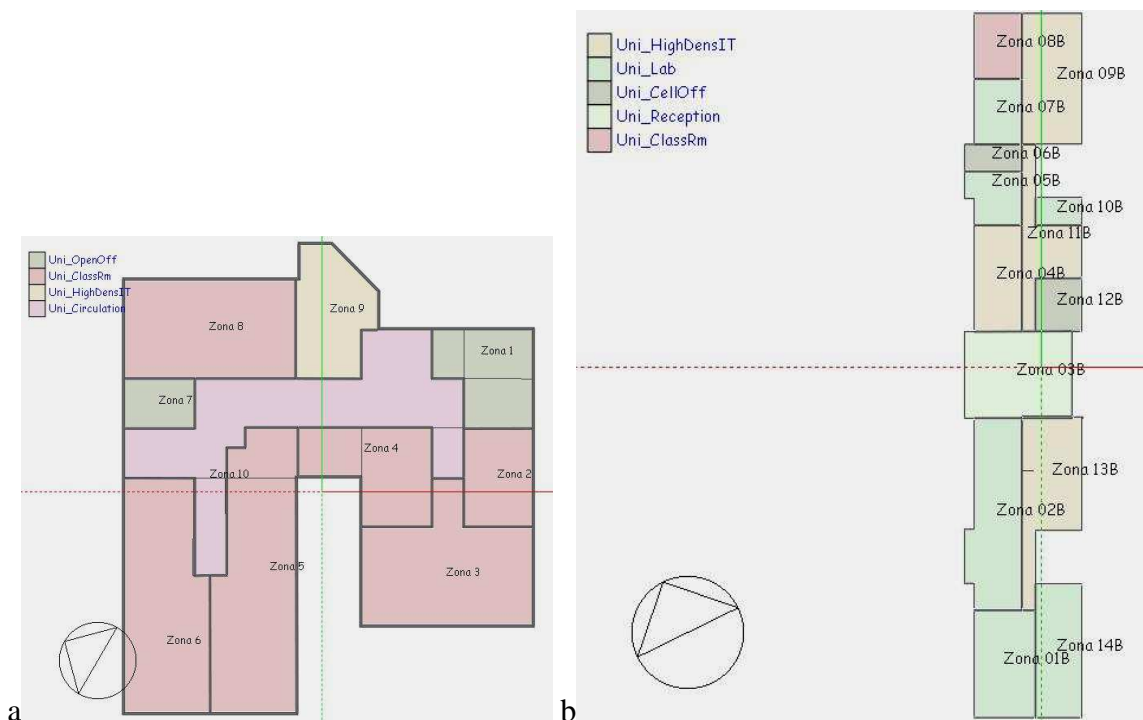 Uni_OpenOff
Uni_ClassRm
Uni_HighDensIT
Uni_Circulation
Zona 9
Zona 8
Zona 1
Zona 7
Zona 4
Zona 10
Zona 2
Zona 5
Zona 3
Zona 6
a
Uni_HighDensIT
Uni_Lab
Uni_CellOff
Uni_Reception
Uni_ClassRm
Zona 08B
Zona 09B
Zona 07B
Zona 06B
Zona 05B
Zona 10B
Zona 11B
Zona 04B
Zona 12B
Zona 03B
Zona 13B
Zona 02B
Zona 14B
Zona 01B
b